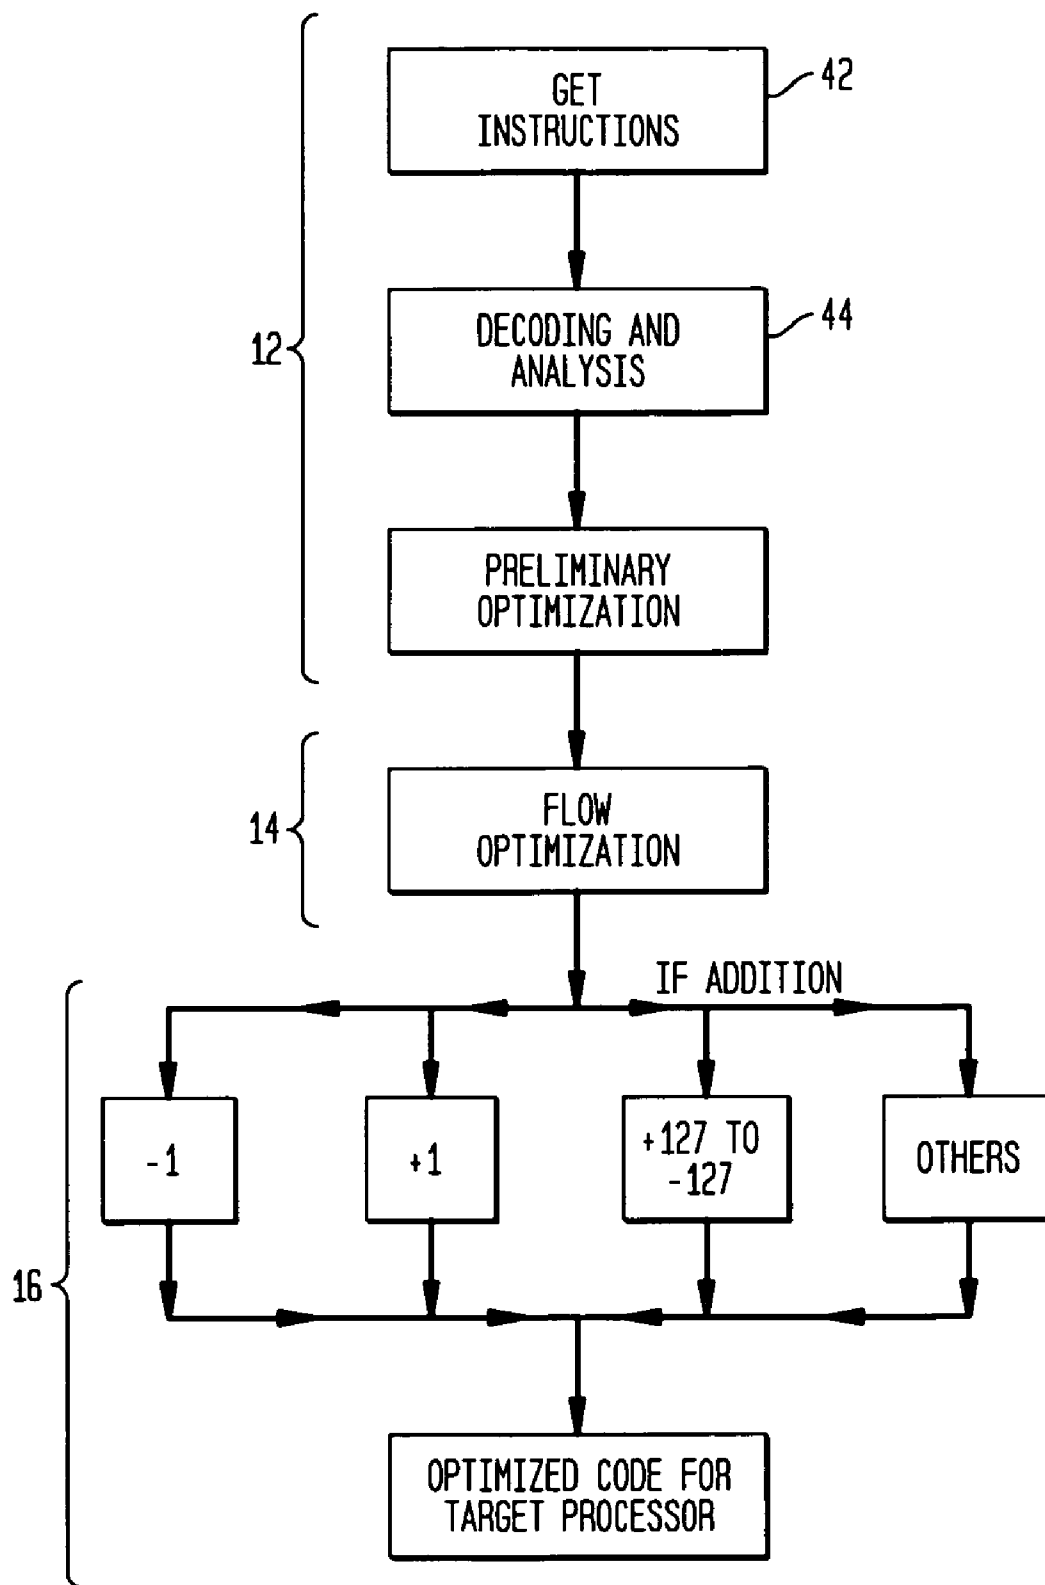 GET
INSTRUCTIONS
42
DECODING AND
ANALYSIS
44
12
PRELIMINARY
OPTIMIZATION
14
FLOW
OPTIMIZATION
IF ADDITION
-1
+1
+127 TO
-127
OTHERS
16
OPTIMIZED CODE FOR
TARGET PROCESSOR